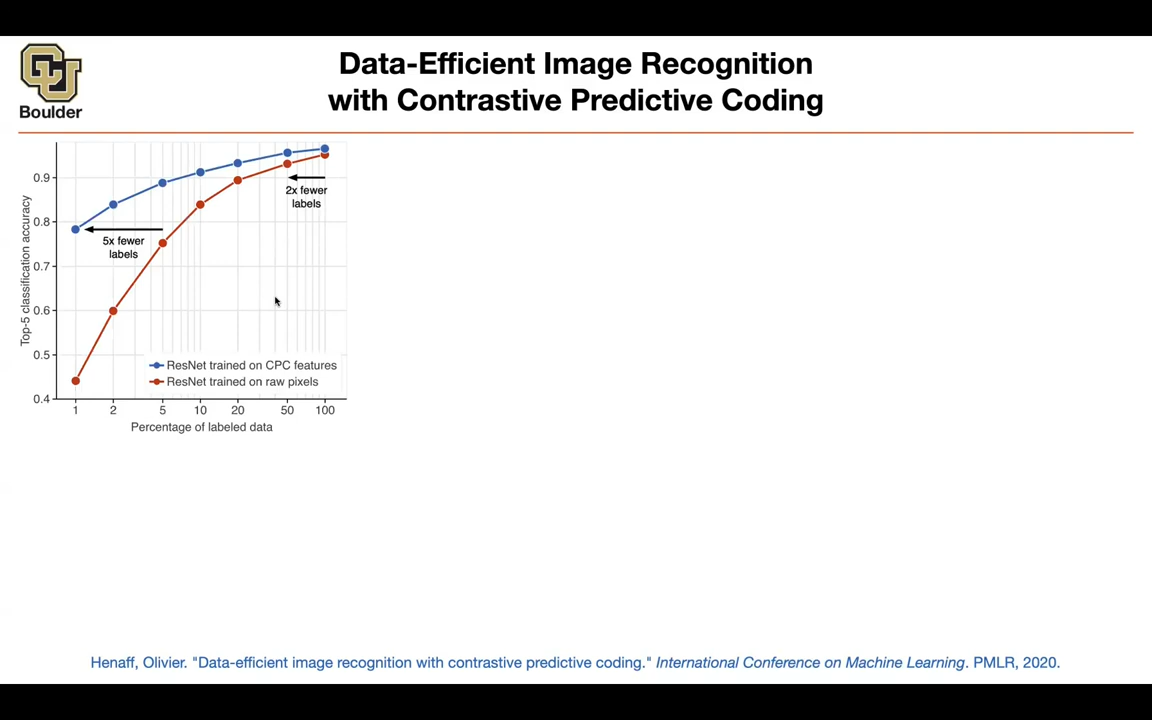 Boulder
Data-Efficient Image Recognition
with Contrastive Predictive Coding
Top-5 classification accuracy
0.9
0.8
0.7
0.6
0.5
0.4
2x fewer
labels
5x fewer
labels
ResNet trained on CPC features
ResNet trained on raw pixels
1 2 5 10 20 50 100
Percentage of labeled data
Henaff, Olivier. "Data-efficient image recognition with contrastive predictive coding." International Conference on Machine Learning. PMLR, 2020.